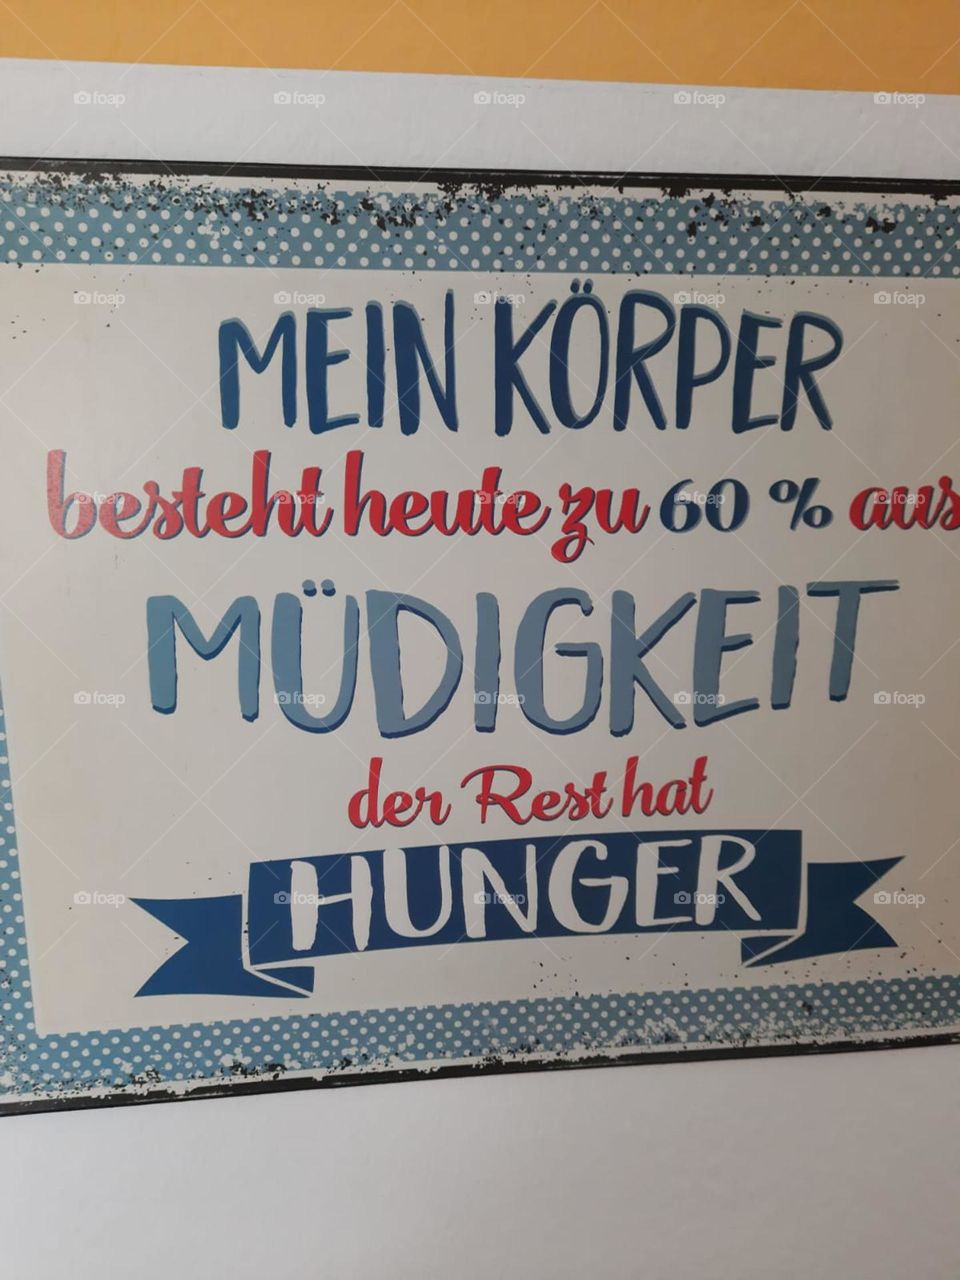 MEIN KÖRPER
besteht heute zu 60 % aus
MÜDIGKEIT
der Rest hat
HUNGER